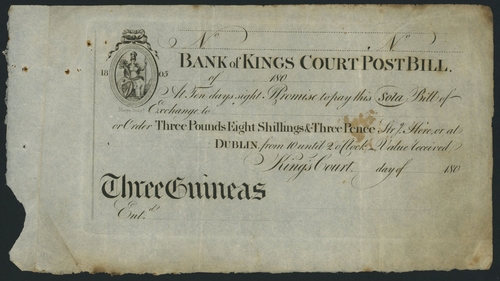 No No
BANK of KINGS COURT POST BILL.
18 05
of 180
At Ten days sight I Promise to pay this Sola Bill of
Exchange to
or Order Three Pounds Eight Shillings & Three Pence Here, or at
DUBLIN, from 10 until 2 o'Clock. Value received
King's Court day of 180
Three Guineas
Ent.d